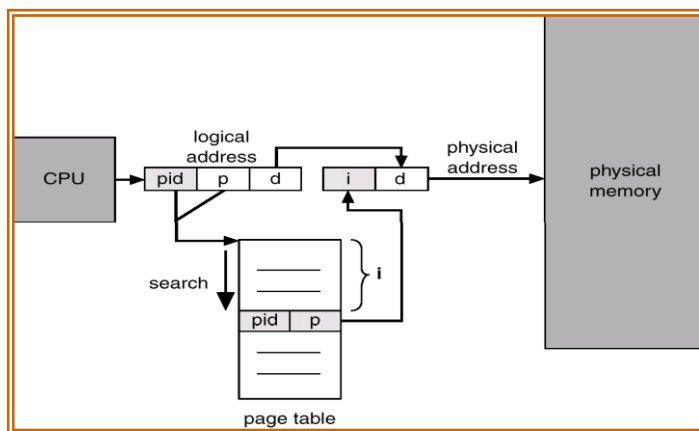 logical
address
physical
address
CPU
pid p d
i d
physical
memory
search
i
pid p
page table